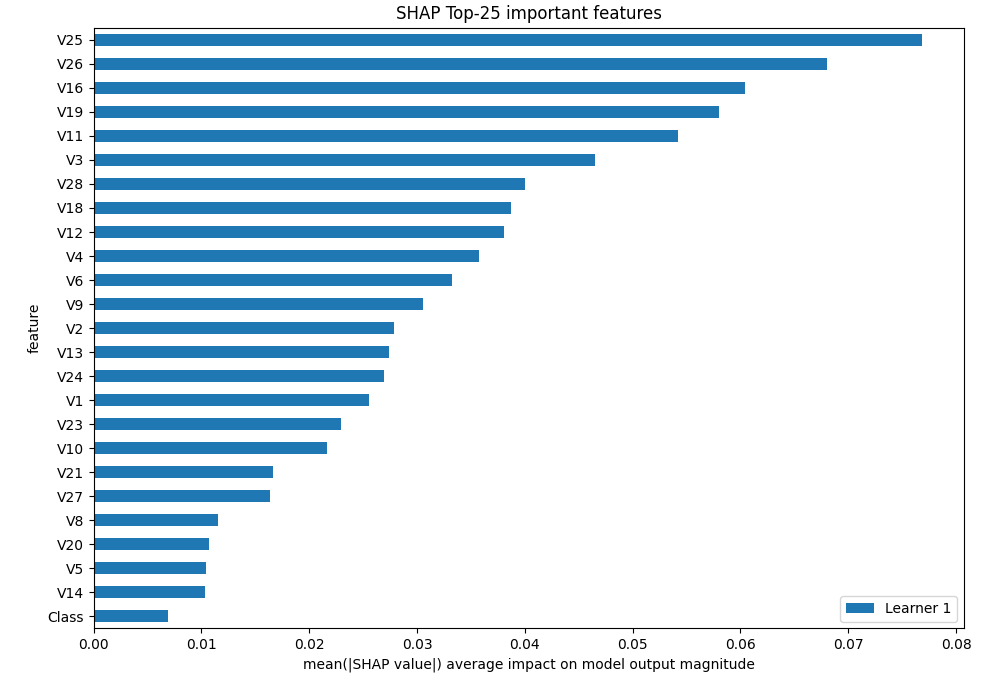 SHAP Top-25 important features
V25
V26
V16
V19
V11
V3
V28
V18
V12
V4
V6
V9
V2
V13
V24
V1
V23
V10
V21
V27
V8
V20
V5
V14
Class
feature
Learner 1
0.00 0.01 0.02 0.03 0.04 0.05 0.06 0.07 0.08
mean(|SHAP value|) average impact on model output magnitude